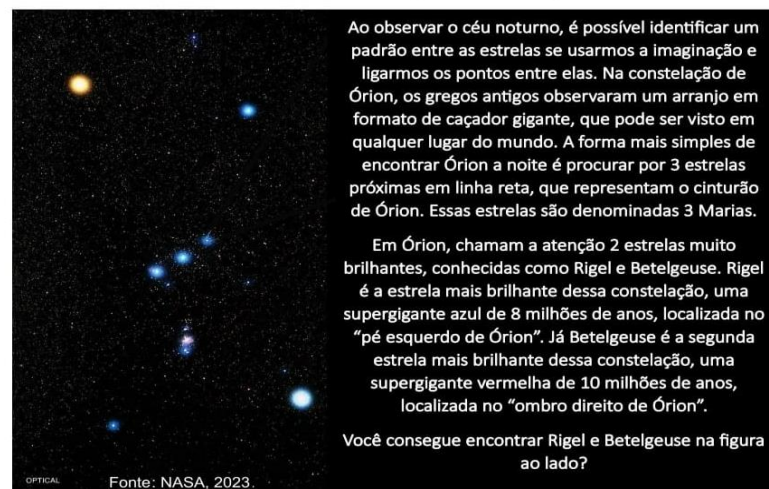 Ao observar o céu noturno, é possível identificar um
padrão entre as estrelas se usarmos a imaginação e
ligarmos os pontos entre elas. Na constelação de
Órion, os gregos antigos observaram um arranjo em
formato de caçador gigante, que pode ser visto em
qualquer lugar do mundo. A forma mais simples de
encontrar Órion a noite é procurar por 3 estrelas
próximas em linha reta, que representam o cinturão
de Órion. Essas estrelas são denominadas 3 Marias.
Em Órion, chamam a atenção 2 estrelas muito
brilhantes, conhecidas como Rigel e Betelgeuse. Rigel
é a estrela mais brilhante dessa constelação, uma
supergigante azul de 8 milhões de anos, localizada no
“pé esquerdo de Órion”. Já Betelgeuse é a segunda
estrela mais brilhante dessa constelação, uma
supergigante vermelha de 10 milhões de anos,
localizada no “ombro direito de Órion”.
Você consegue encontrar Rigel e Betelgeuse na figura
ao lado?
OPTICAL
Fonte: NASA, 2023.